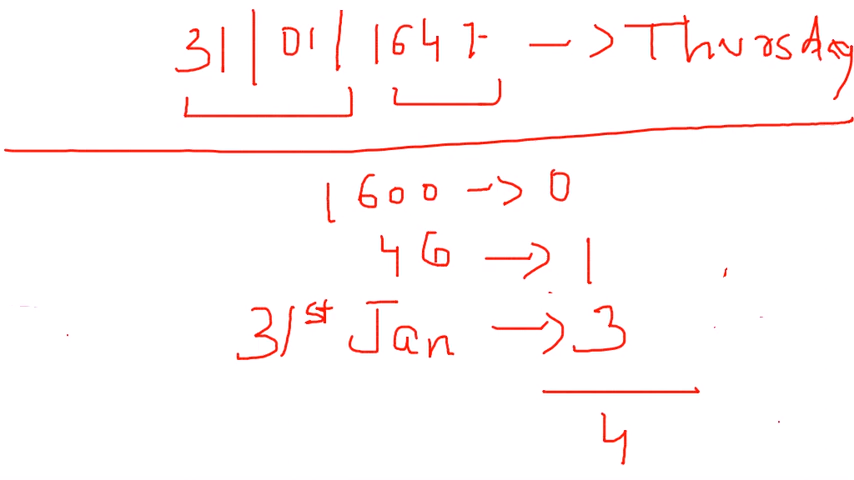 31/01/1647 -> Thursday
1600 -> 0
46 -> 1
31st Jan -> 3
4